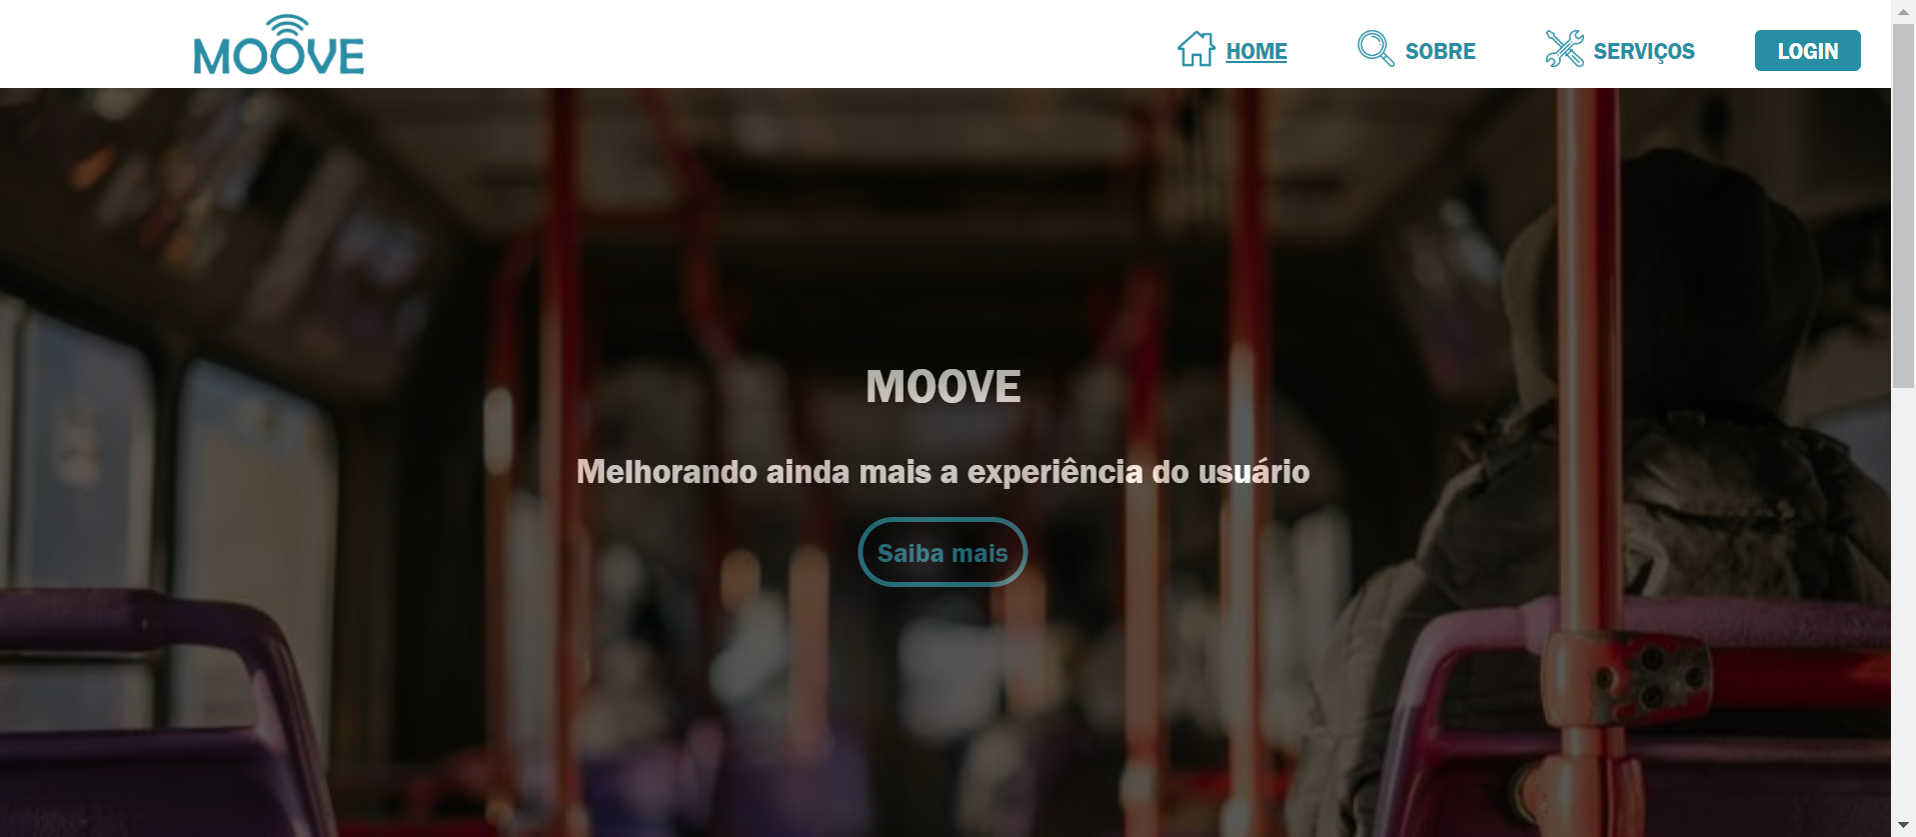 MOOVE
HOME
SOBRE
SERVIÇOS
LOGIN
MOOVE
Melhorando ainda mais a experiência do usuário
Saiba mais